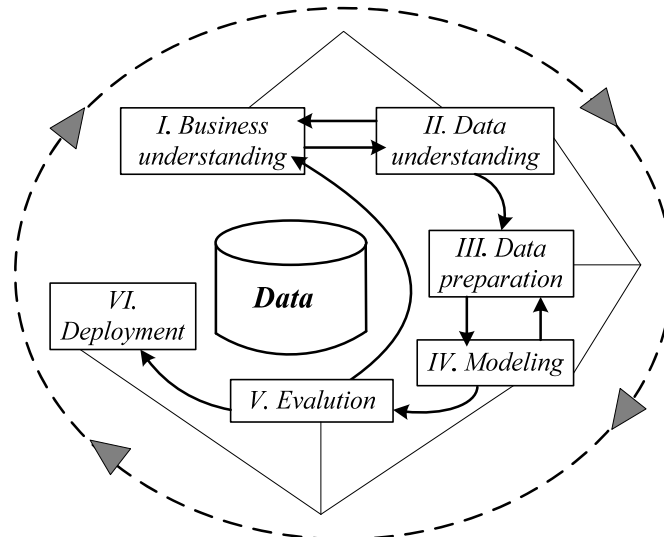 I. Business
understanding
II. Data
understanding
III. Data
preparation
IV. Modeling
V. Evalution
VI.
Deployment
Data